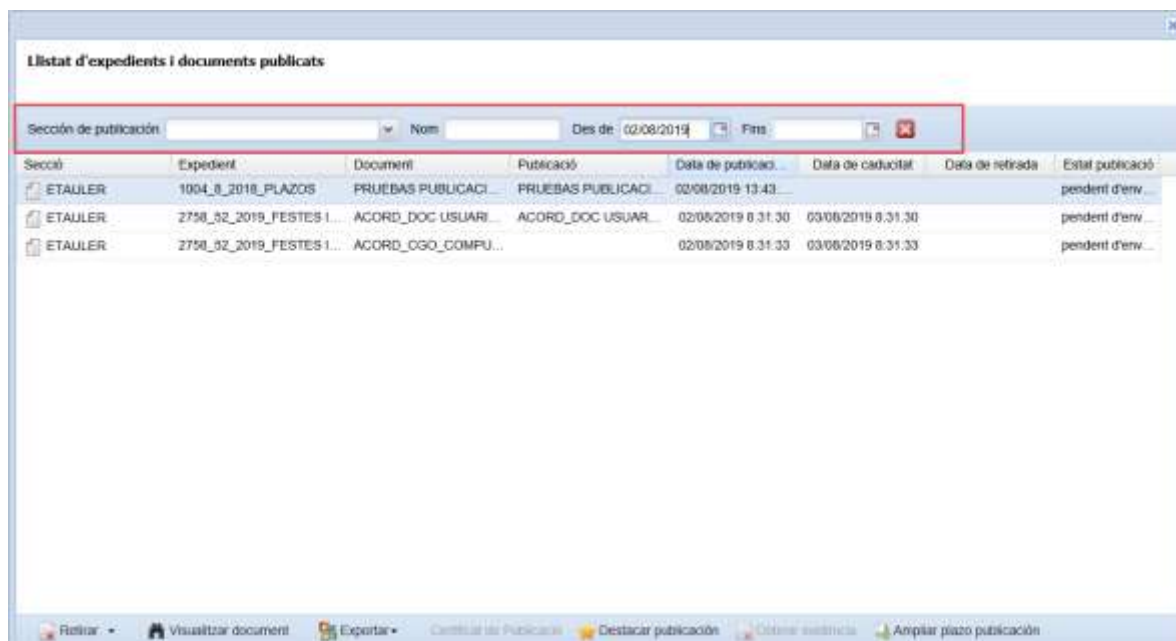 Llistat d'expedients i documents publicats
Sección de publicación Nom Des de 02/08/2019 Fins
Secció Expedient Document Publicació Data de publicaci... Data de caducitat Data de retirada Estat publicació
ETAULER 1004_8_2018_PLAZOS PRUEBAS PUBLICACI... PRUEBAS PUBLICACI... 02/08/2019 13:43... pendent d'env...
ETAULER 2758_52_2019_FESTES I... ACORD_DOC USUARI... ACORD_DOC USUAR... 02/08/2019 8:31:30 03/08/2019 8:31:30 pendent d'env...
ETAULER 2758_52_2019_FESTES I... ACORD_CGO_COMPU... 02/08/2019 8:31:33 03/08/2019 8:31:33 pendent d'env...
Retirar Visualitzar document Exportar Certificat de Publicació Destacar publicación Obtenir evidència Ampliar plazo publicación